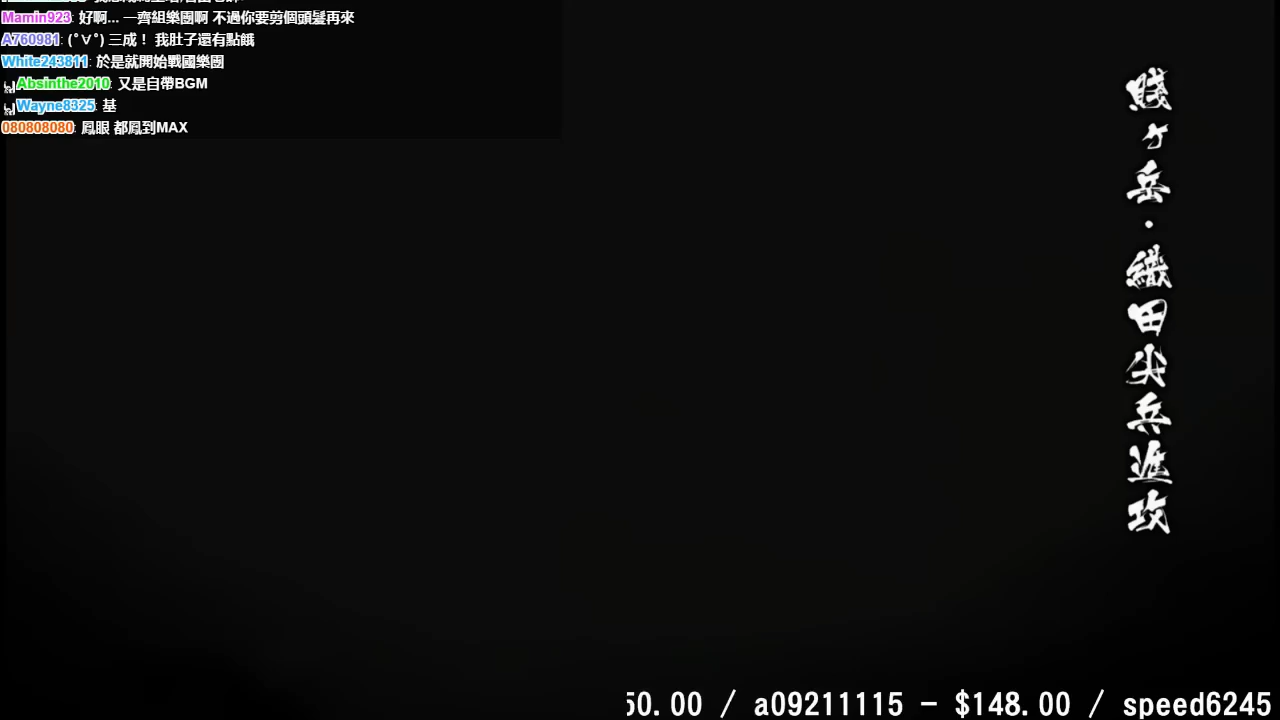 Mamin923: 好啊... 一齊組樂團啊 不過你要剪個頭髮再來
A760981: (ﾟ∀ﾟ) 三成！ 我肚子還有點餓
White243811: 於是就開始戰國樂團
Absinthe2010: 又是自帶BGM
Wayne8325: 基
080808080: 鳳眼 都鳳到MAX
賤ヶ岳・織田尖兵進攻
50.00 / a09211115 - $148.00 / speed6245